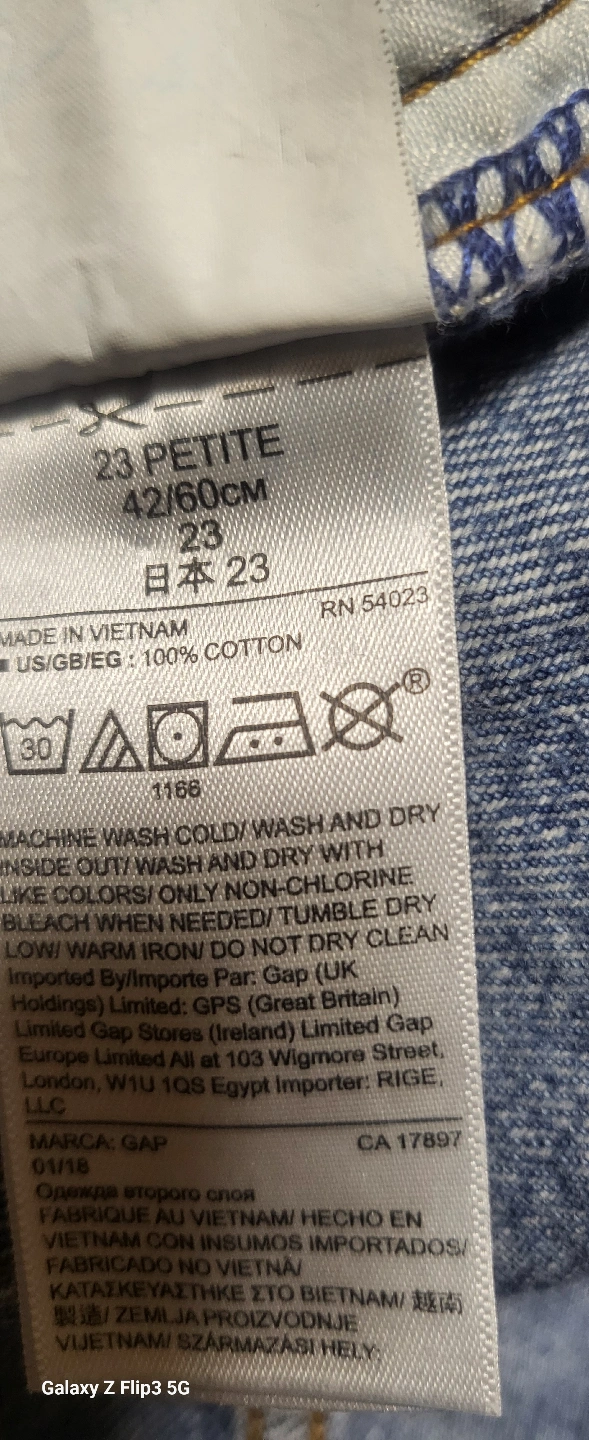 23 PETITE
42/60CM
23
日本 23
RN 54023
MADE IN VIETNAM
US/GB/EG : 100% COTTON
30
®
1166
MACHINE WASH COLD/ WASH AND DRY
INSIDE OUT/ WASH AND DRY WITH
LIKE COLORS/ ONLY NON-CHLORINE
BLEACH WHEN NEEDED/ TUMBLE DRY
LOW/ WARM IRON/ DO NOT DRY CLEAN
Imported By/Importe Par: Gap (UK
Holdings) Limited: GPS (Great Britain)
Limited Gap Stores (Ireland) Limited Gap
Europe Limited All at 103 Wigmore Street,
London, W1U 1QS Egypt Importer: RIGE,
LLC
MARCA: GAP CA 17897
01/18
Одежда второго слоя
FABRIQUE AU VIETNAM/ HECHO EN
VIETNAM CON INSUMOS IMPORTADOS/
FABRICADO NO VIETNÃ/
ΚΑΤΑΣΚΕΥΑΣΤΗΚΕ ΣΤΟ ΒΙΕΤΝΑΜ/ 越南
製造/ ZEMLJA PROIZVODNJE
VIJETNAM/ SZÁRMAZÁSI HELY:
Galaxy Z Flip3 5G